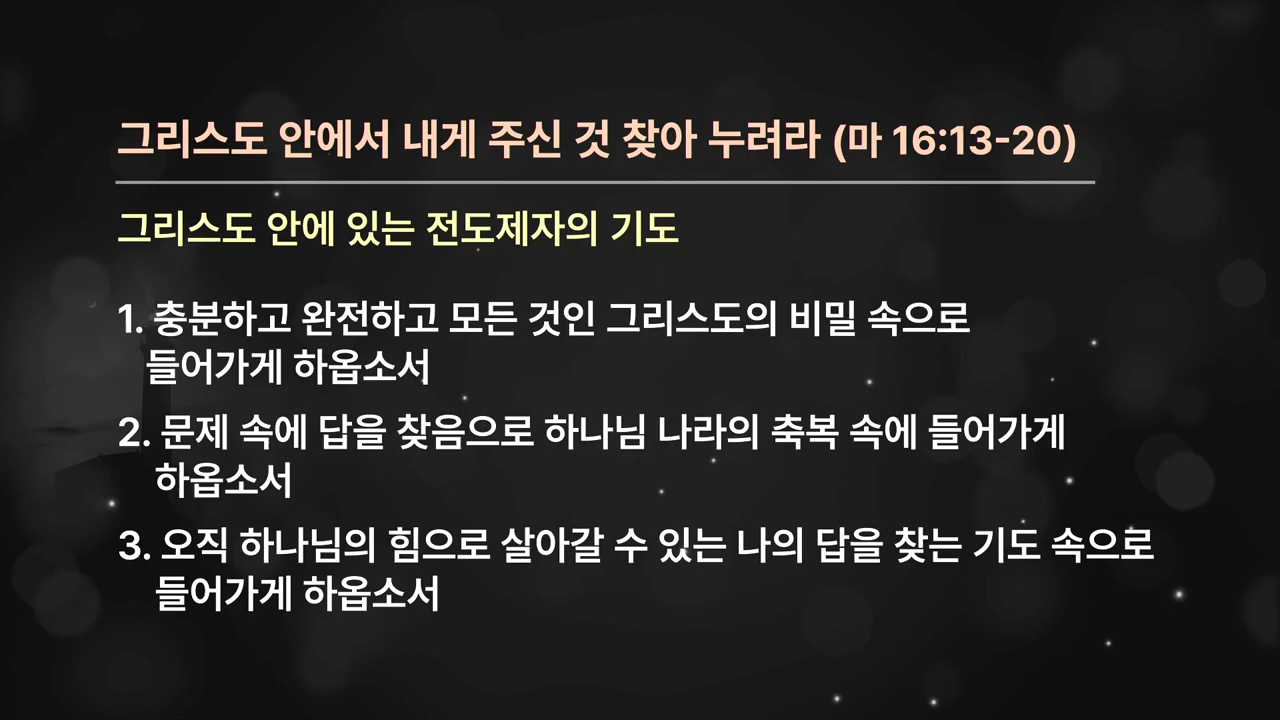 그리스도 안에서 내게 주신 것 찾아 누려라 (마 16:13-20)
그리스도 안에 있는 전도제자의 기도
1. 충분하고 완전하고 모든 것인 그리스도의 비밀 속으로
들어가게 하옵소서
2. 문제 속에 답을 찾음으로 하나님 나라의 축복 속에 들어가게
하옵소서
3. 오직 하나님의 힘으로 살아갈 수 있는 나의 답을 찾는 기도 속으로
들어가게 하옵소서